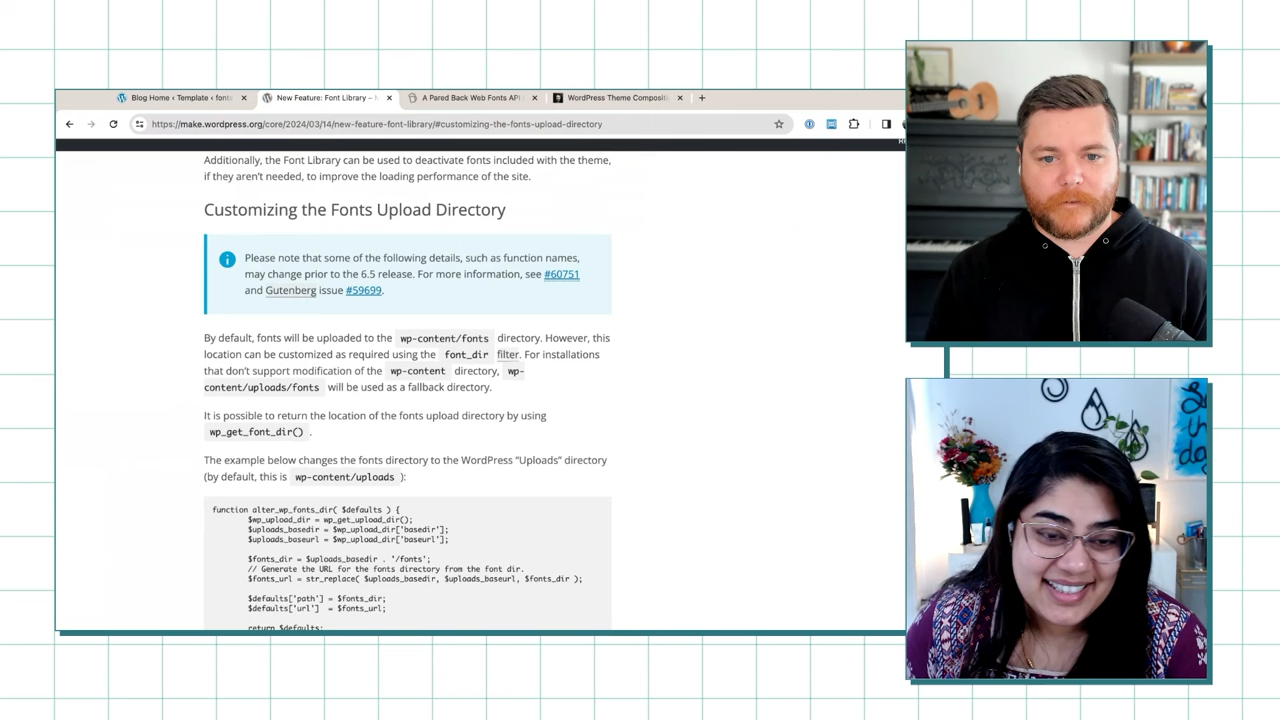 Blog Home ‹ Template ‹ fonts
New Feature: Font Library –
A Pared Back Web Fonts API
WordPress Theme Compositi
https://make.wordpress.org/core/2024/03/14/new-feature-font-library/#customizing-the-fonts-upload-directory
Additionally, the Font Library can be used to deactivate fonts included with the theme,
if they aren’t needed, to improve the loading performance of the site.
Customizing the Fonts Upload Directory
Please note that some of the following details, such as function names,
may change prior to the 6.5 release. For more information, see #60751
and Gutenberg issue #59699.
By default, fonts will be uploaded to the wp-content/fonts directory. However, this
location can be customized as required using the font_dir filter. For installations
that don’t support modification of the wp-content directory, wp-
content/uploads/fonts will be used as a fallback directory.
It is possible to return the location of the fonts upload directory by using
wp_get_font_dir() .
The example below changes the fonts directory to the WordPress “Uploads” directory
(by default, this is wp-content/uploads ):
function alter_wp_fonts_dir( $defaults ) {
$wp_upload_dir = wp_get_upload_dir();
$uploads_basedir = $wp_upload_dir['basedir'];
$uploads_baseurl = $wp_upload_dir['baseurl'];
$fonts_dir = $uploads_basedir . '/fonts';
// Generate the URL for the fonts directory from the font dir.
$fonts_url = str_replace( $uploads_basedir, $uploads_baseurl, $fonts_dir );
$defaults['path'] = $fonts_dir;
$defaults['url'] = $fonts_url;
return $defaults;